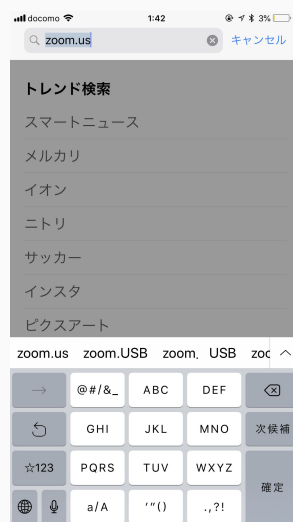 docomo 1:42 3%
zoom.us キャンセル
トレンド検索
スマートニュース
メルカリ
イオン
ニトリ
サッカー
インスタ
ピクスアート
zoom.us zoom.USB zoom. USB zoc
→ @#/&_ ABC DEF
GHI JKL MNO 次候補
☆123 PQRS TUV WXYZ
確定
a/A '"() .,?!